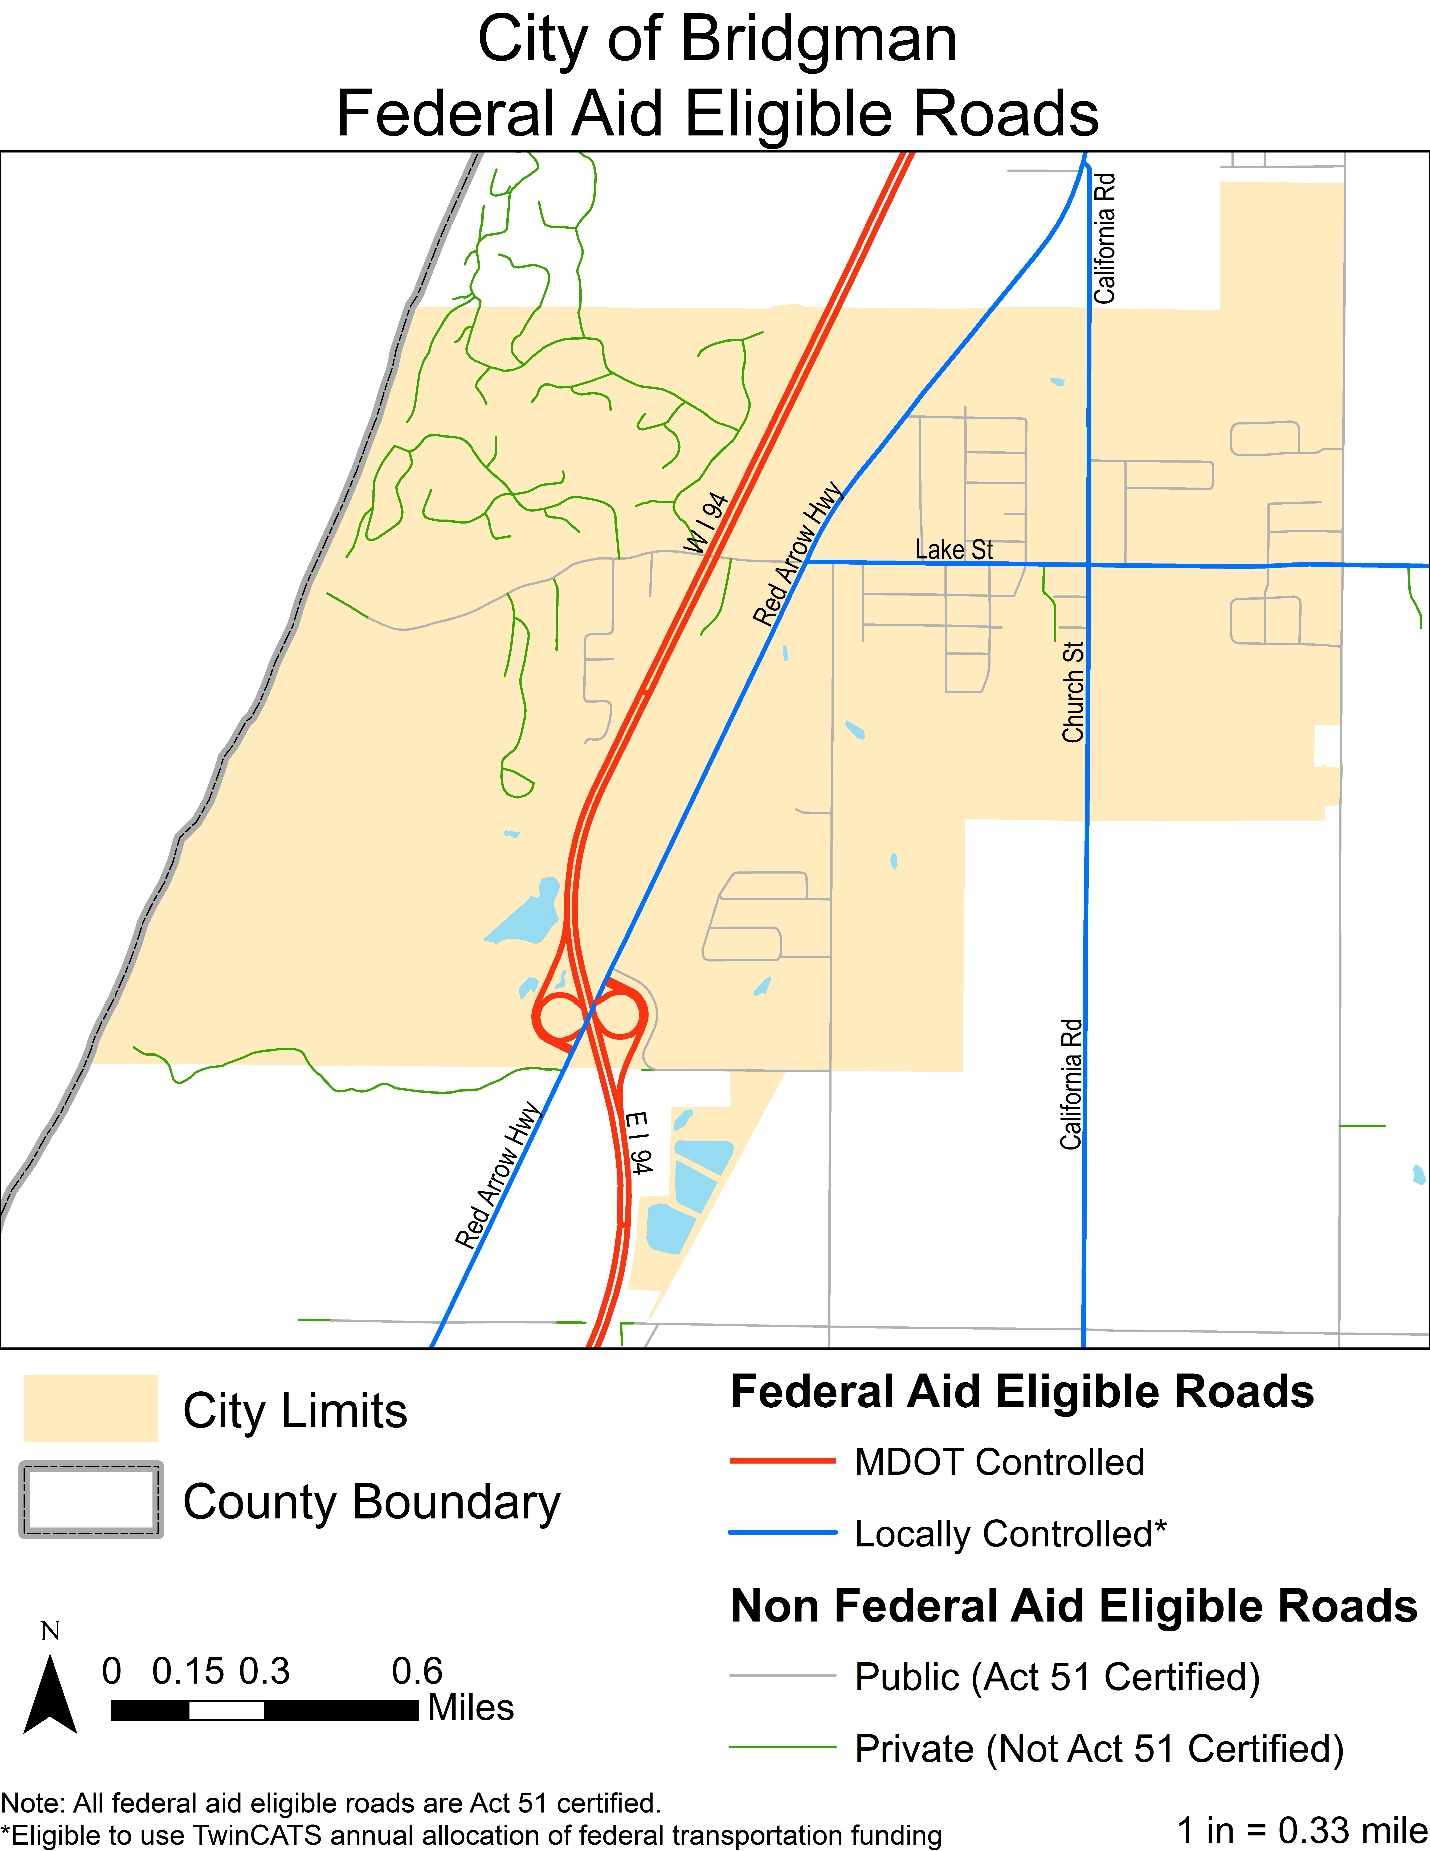 City of Bridgman
Federal Aid Eligible Roads
California Rd
W I 94
Red Arrow Hwy
Lake St
Church St
California Rd
E I 94
Red Arrow Hwy
City Limits
County Boundary
Federal Aid Eligible Roads
MDOT Controlled
Locally Controlled*
Non Federal Aid Eligible Roads
Public (Act 51 Certified)
Private (Not Act 51 Certified)
N
0 0.15 0.3 0.6
Miles
Note: All federal aid eligible roads are Act 51 certified.
*Eligible to use TwinCATS annual allocation of federal transportation funding
1 in = 0.33 mile